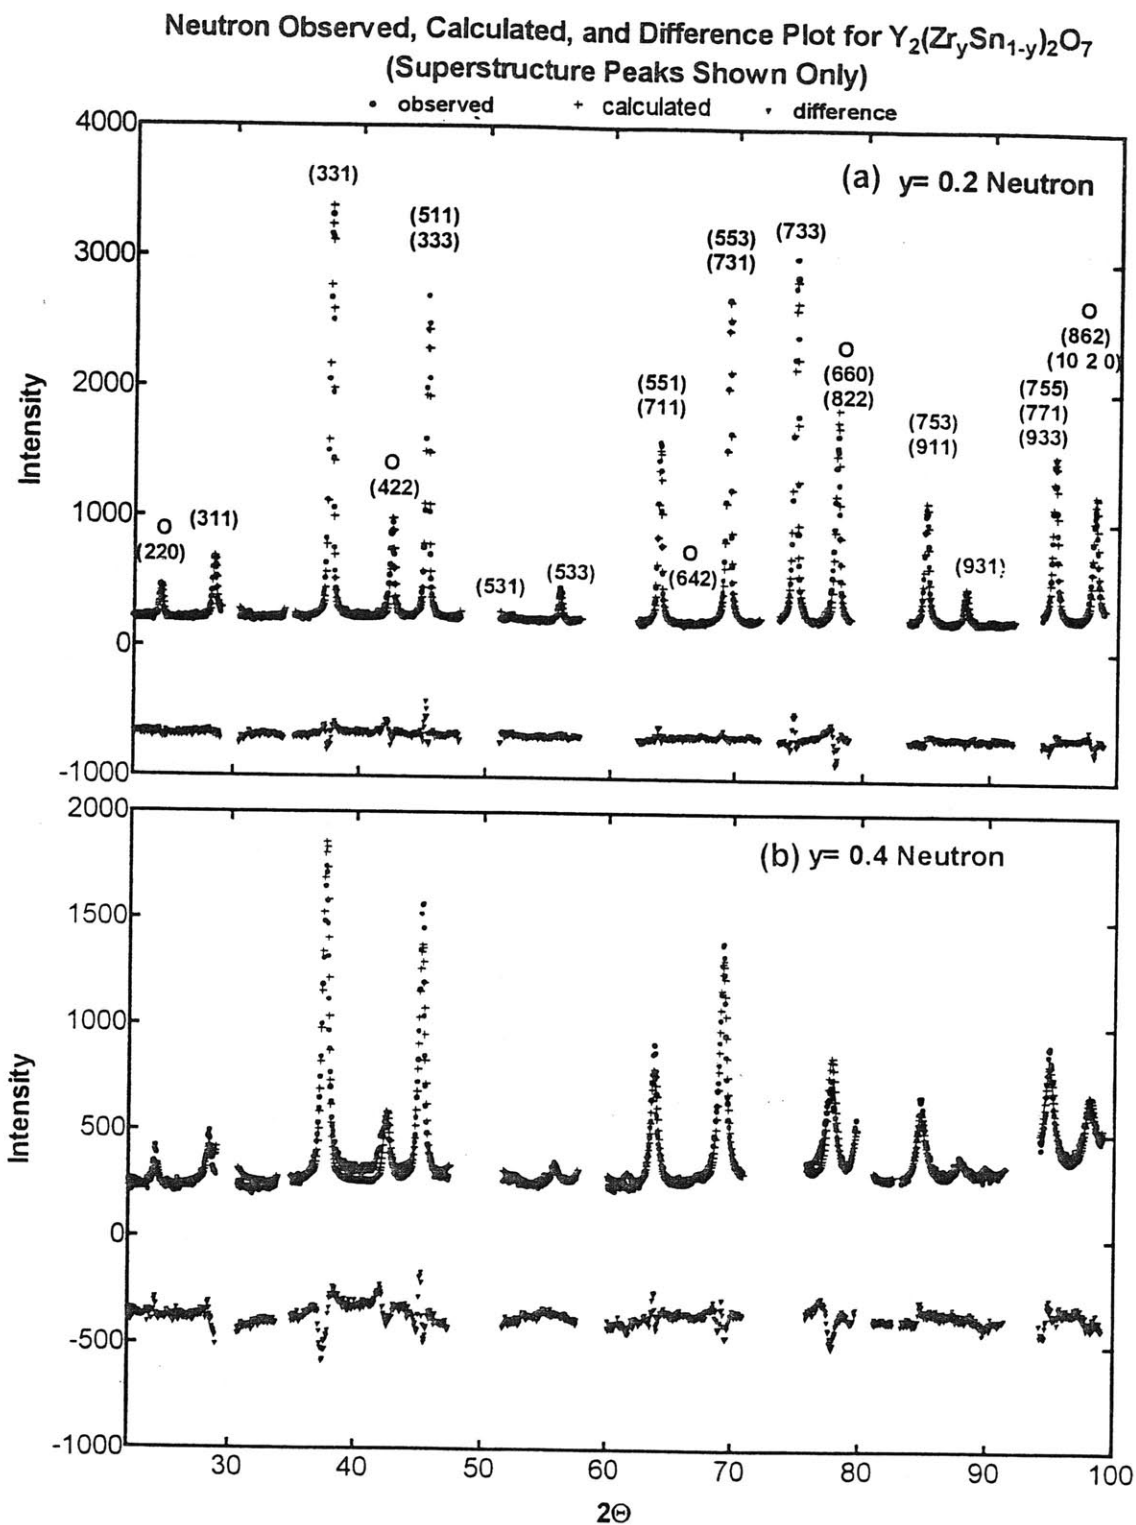 Neutron Observed, Calculated, and Difference Plot for Y₂(ZrᵧSn₁₋ᵧ)₂O₇
(Superstructure Peaks Shown Only)
• observed + calculated ▾ difference
4000
3000
2000
1000
0
-1000
Intensity
(a) y= 0.2 Neutron
O
(220)
(311)
(331)
O
(422)
(511)
(333)
(531)
(533)
(551)
(711)
O
(642)
(553)
(731)
(733)
O
(660)
(822)
(753)
(911)
(931)
(755)
(771)
(933)
O
(862)
(10 2 0)
2000
1500
1000
500
0
-500
-1000
Intensity
(b) y= 0.4 Neutron
30 40 50 60 70 80 90 100
2Θ